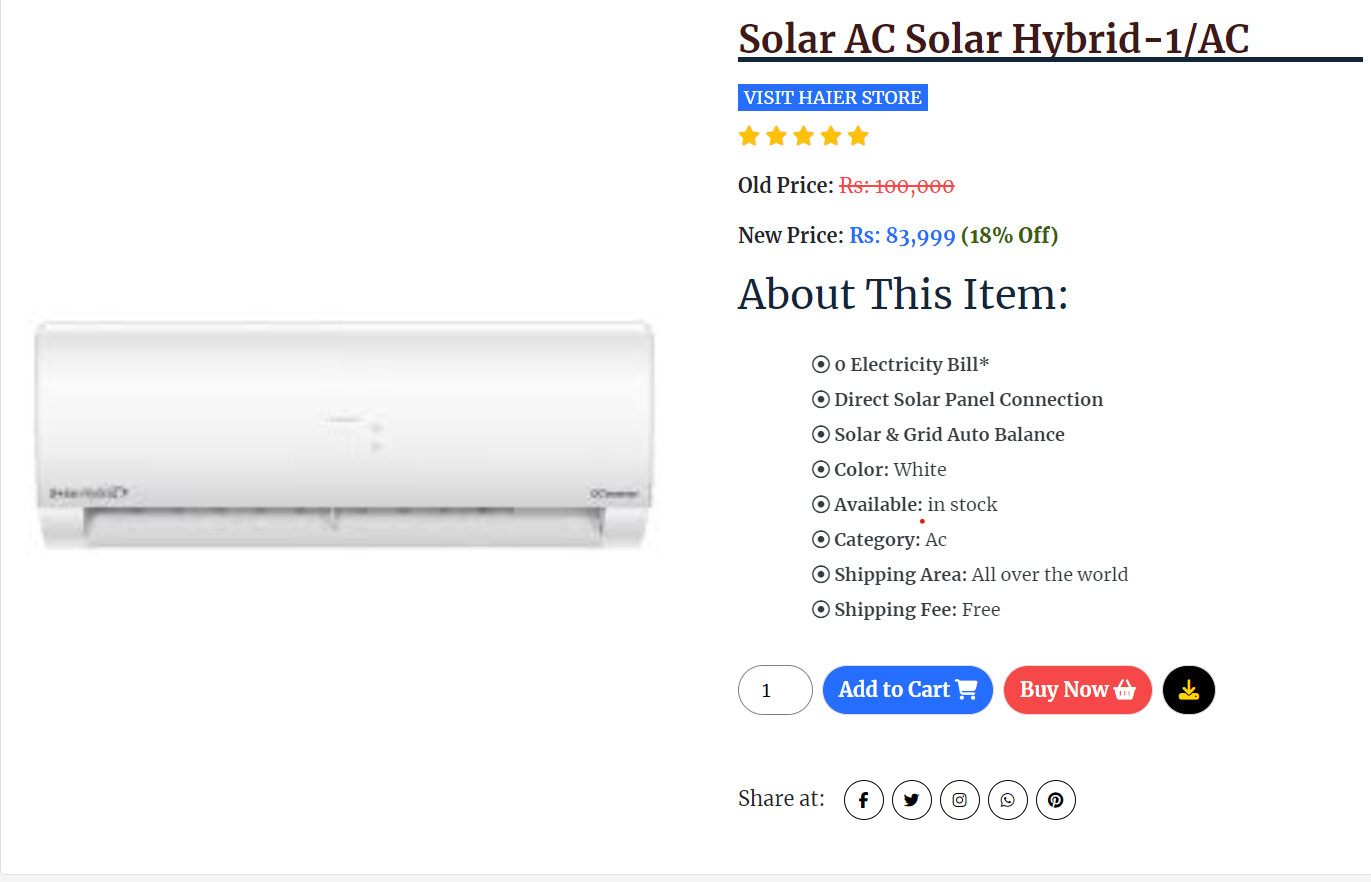 Solar AC Solar Hybrid-1/AC
VISIT HAIER STORE
Old Price: Rs: 100,000
New Price: Rs: 83,999 (18% Off)
About This Item:
0 Electricity Bill*
Direct Solar Panel Connection
Solar & Grid Auto Balance
Color: White
Available: in stock
Category: Ac
Shipping Area: All over the world
Shipping Fee: Free
1 Add to Cart Buy Now
Share at: